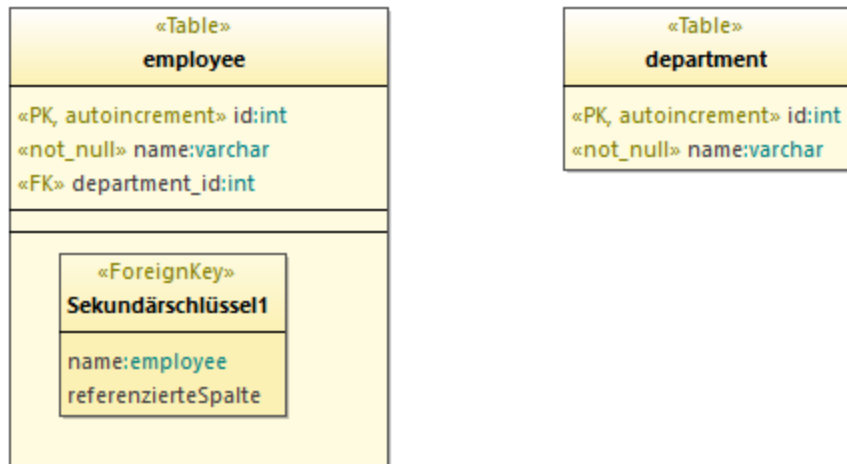 «Table»
employee
«PK, autoincrement» id:int
«not_null» name:varchar
«FK» department_id:int
«ForeignKey»
Sekundärschlüssel1
name:employee
referenzierteSpalte
«Table»
department
«PK, autoincrement» id:int
«not_null» name:varchar